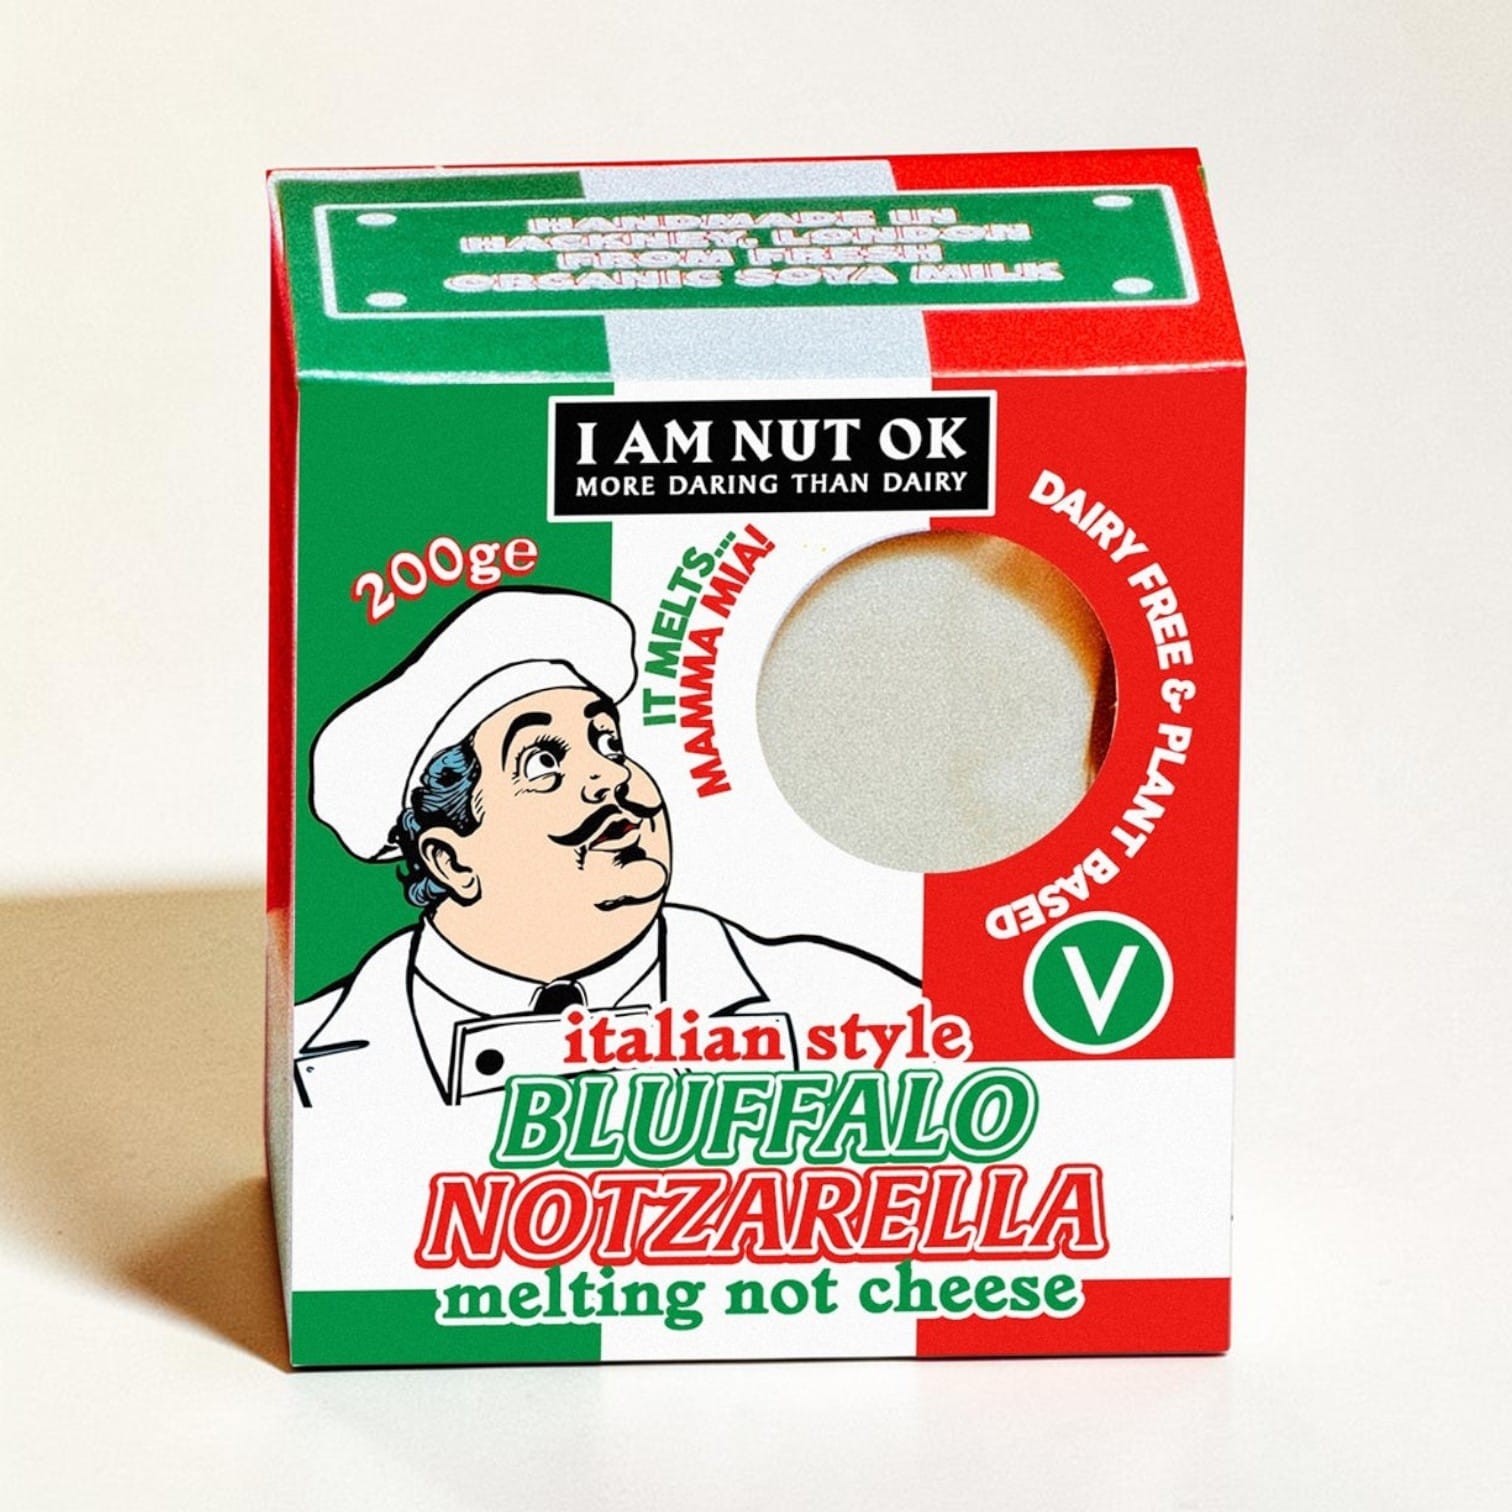 HANDMADE IN
HACKNEY, LONDON
FROM FRESH
ORGANIC SOYA MILK
I AM NUT OK
MORE DARING THAN DAIRY
200g℮
IT MELTS...
MAMMA MIA!
DAIRY FREE & PLANT BASED
V
italian style
BLUFFALO
NOTZARELLA
melting not cheese